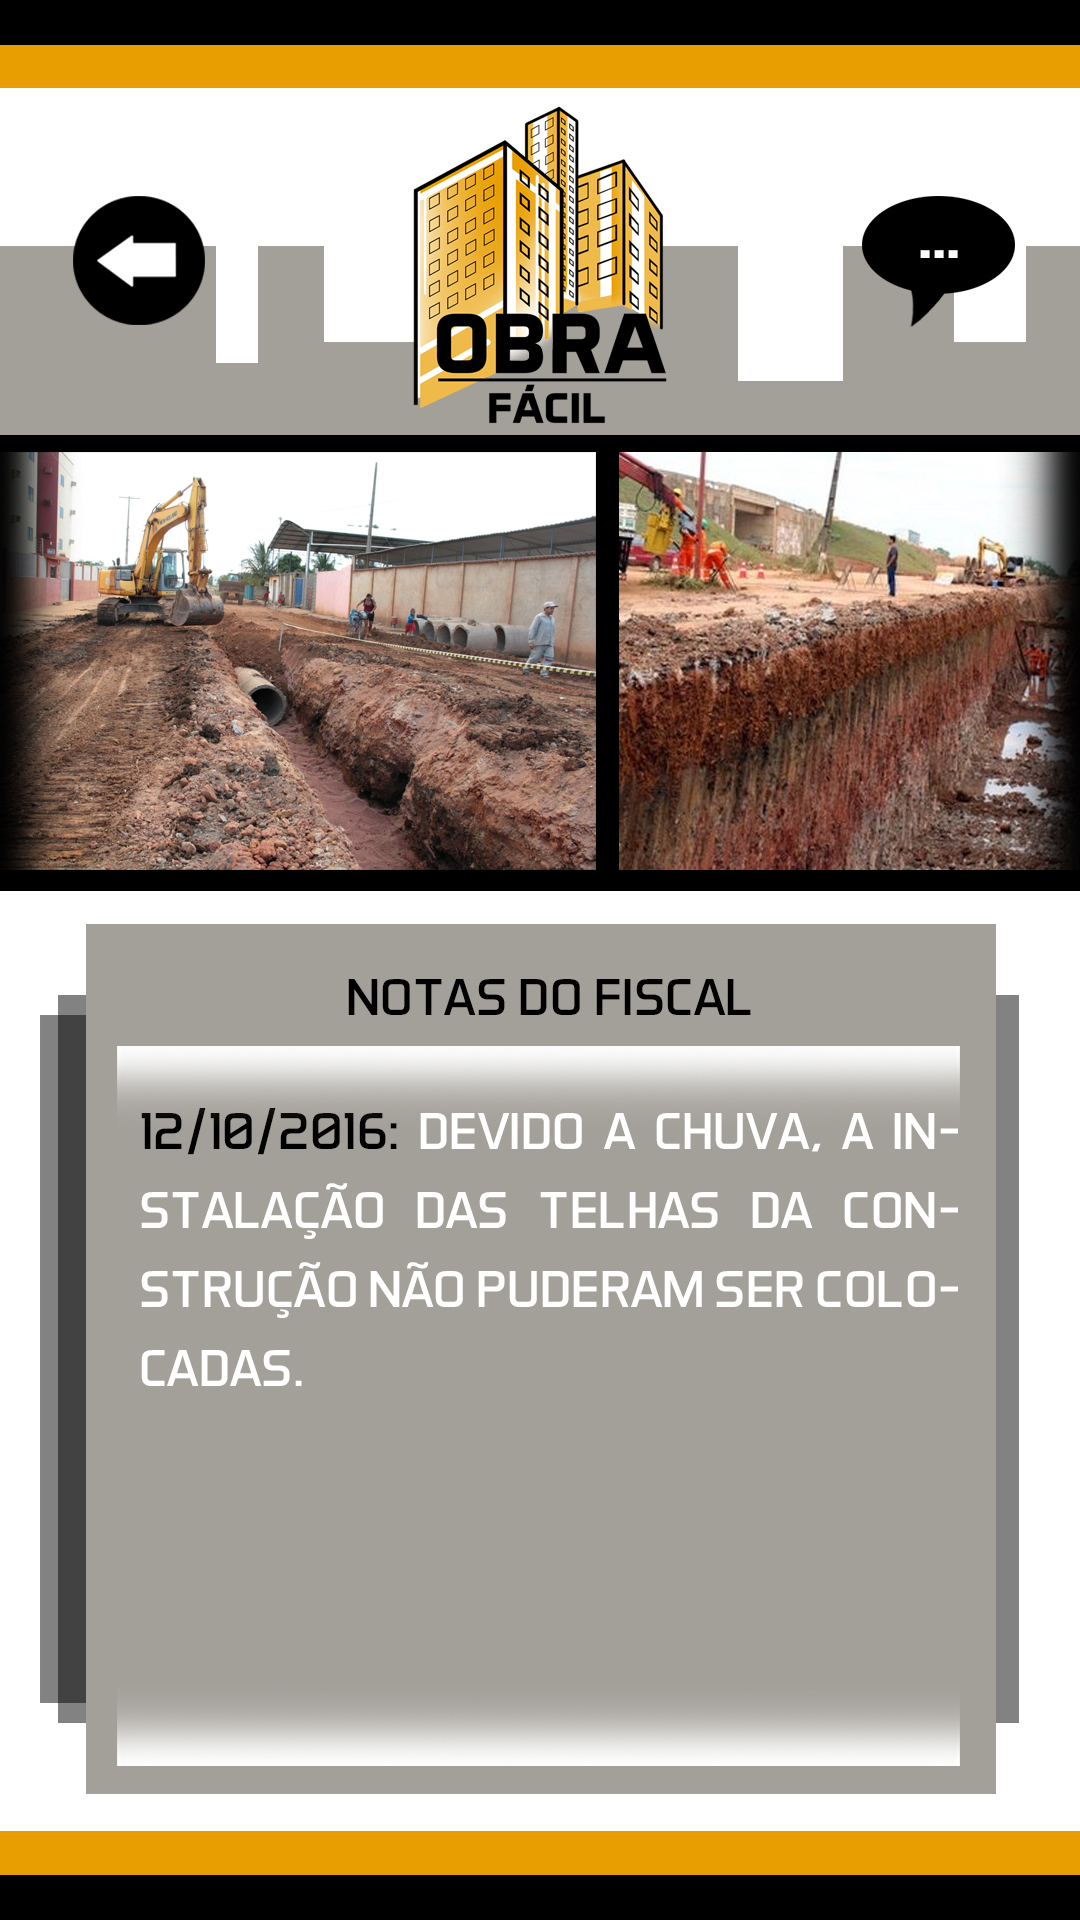 ...
OBRA
FÁCIL
NOTAS DO FISCAL
12/10/2016: DEVIDO A CHUVA, A IN-
STALAÇÃO DAS TELHAS DA CON-
STRUÇÃO NÃO PUDERAM SER COLO-
CADAS.